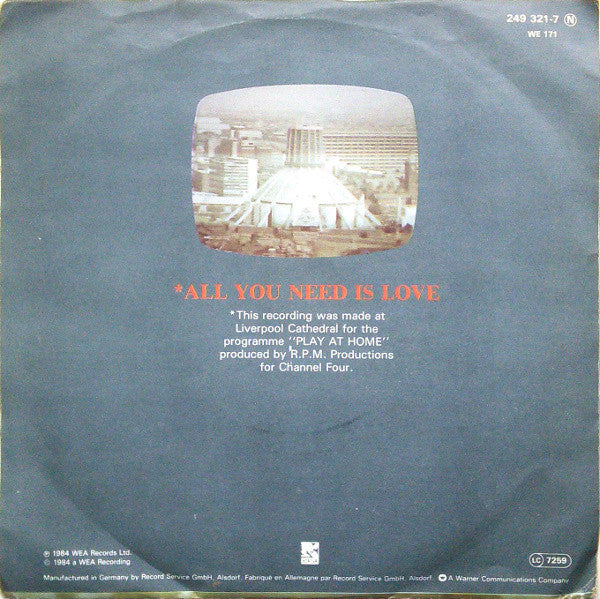 249 321-7 Ⓝ
WE 171
*ALL YOU NEED IS LOVE
*This recording was made at
Liverpool Cathedral for the
programme "PLAY AT HOME"
produced by R.P.M. Productions
for Channel Four.
℗ 1984 WEA Records Ltd.
© 1984 a WEA Recording
LC 7259
Manufactured in Germany by Record Service GmbH, Alsdorf. Fabriqué en Allemagne par Record Service GmbH, Alsdorf. A Warner Communications Company